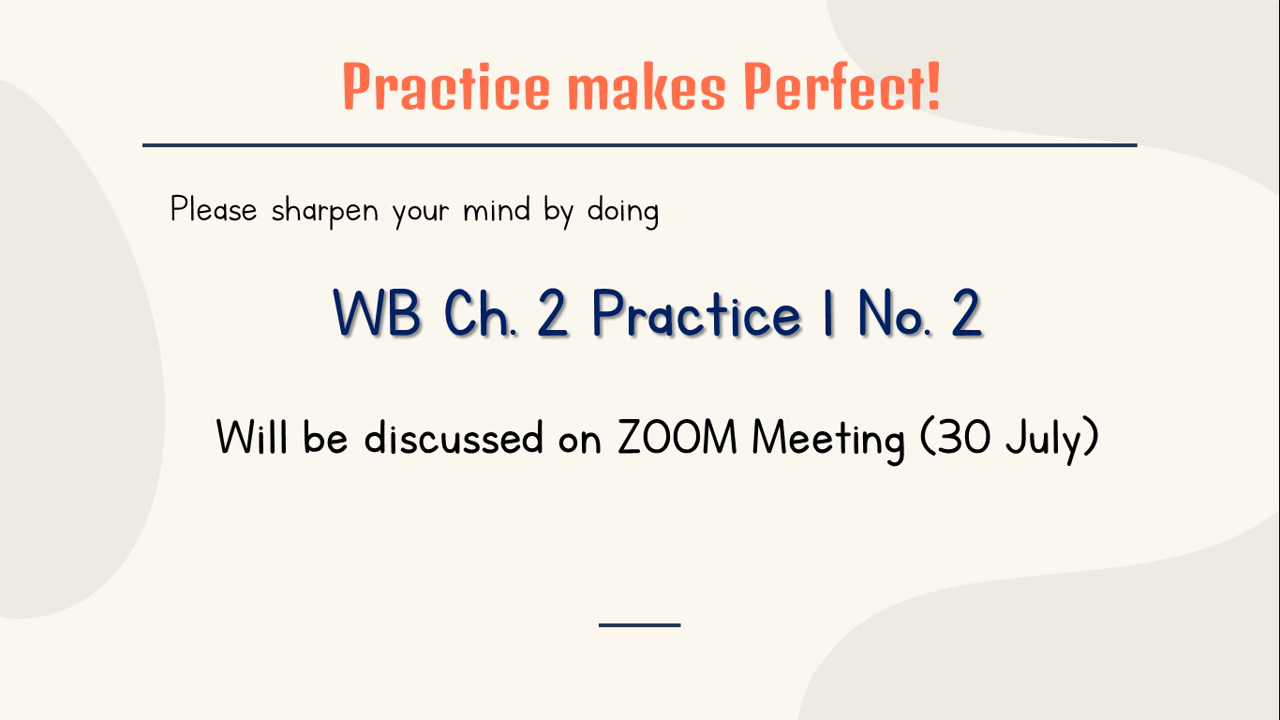 Practice makes Perfect!
Please sharpen your mind by doing
WB Ch. 2 Practice 1 No. 2
Will be discussed on ZOOM Meeting (30 July)